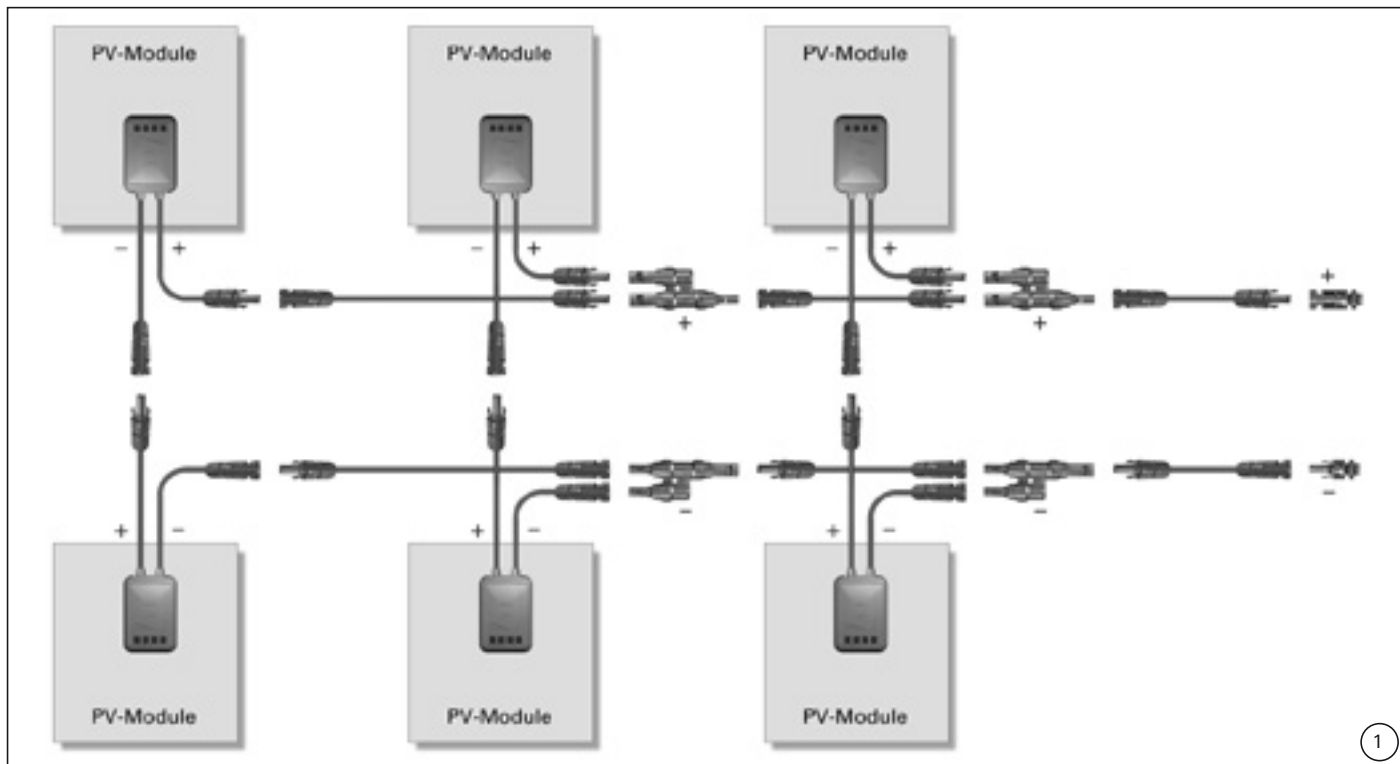 PV-Module PV-Module PV-Module
− + − + − +
+
+ +
− −
−
+ − + − + −
PV-Module PV-Module PV-Module
1